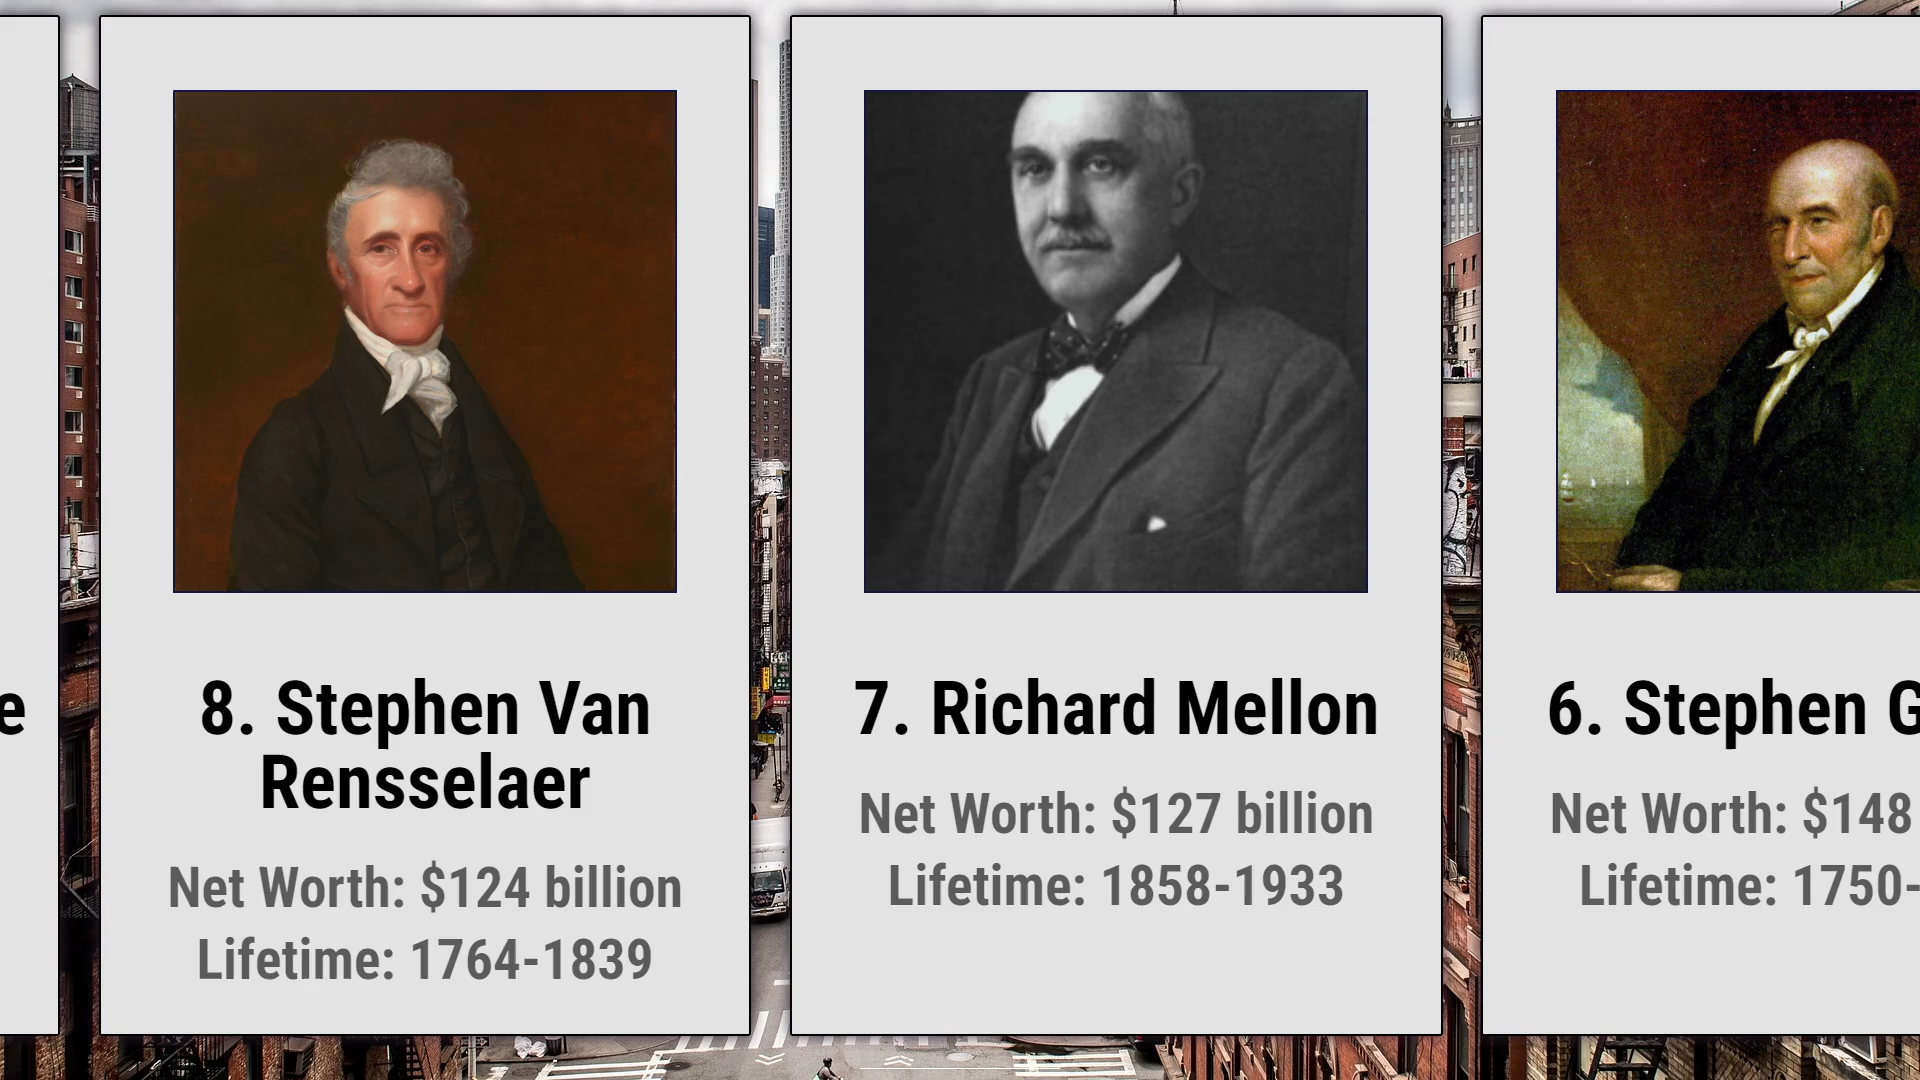 e
8. Stephen Van
Rensselaer
Net Worth: $124 billion
Lifetime: 1764-1839
7. Richard Mellon
Net Worth: $127 billion
Lifetime: 1858-1933
6. Stephen G
Net Worth: $148
Lifetime: 1750-